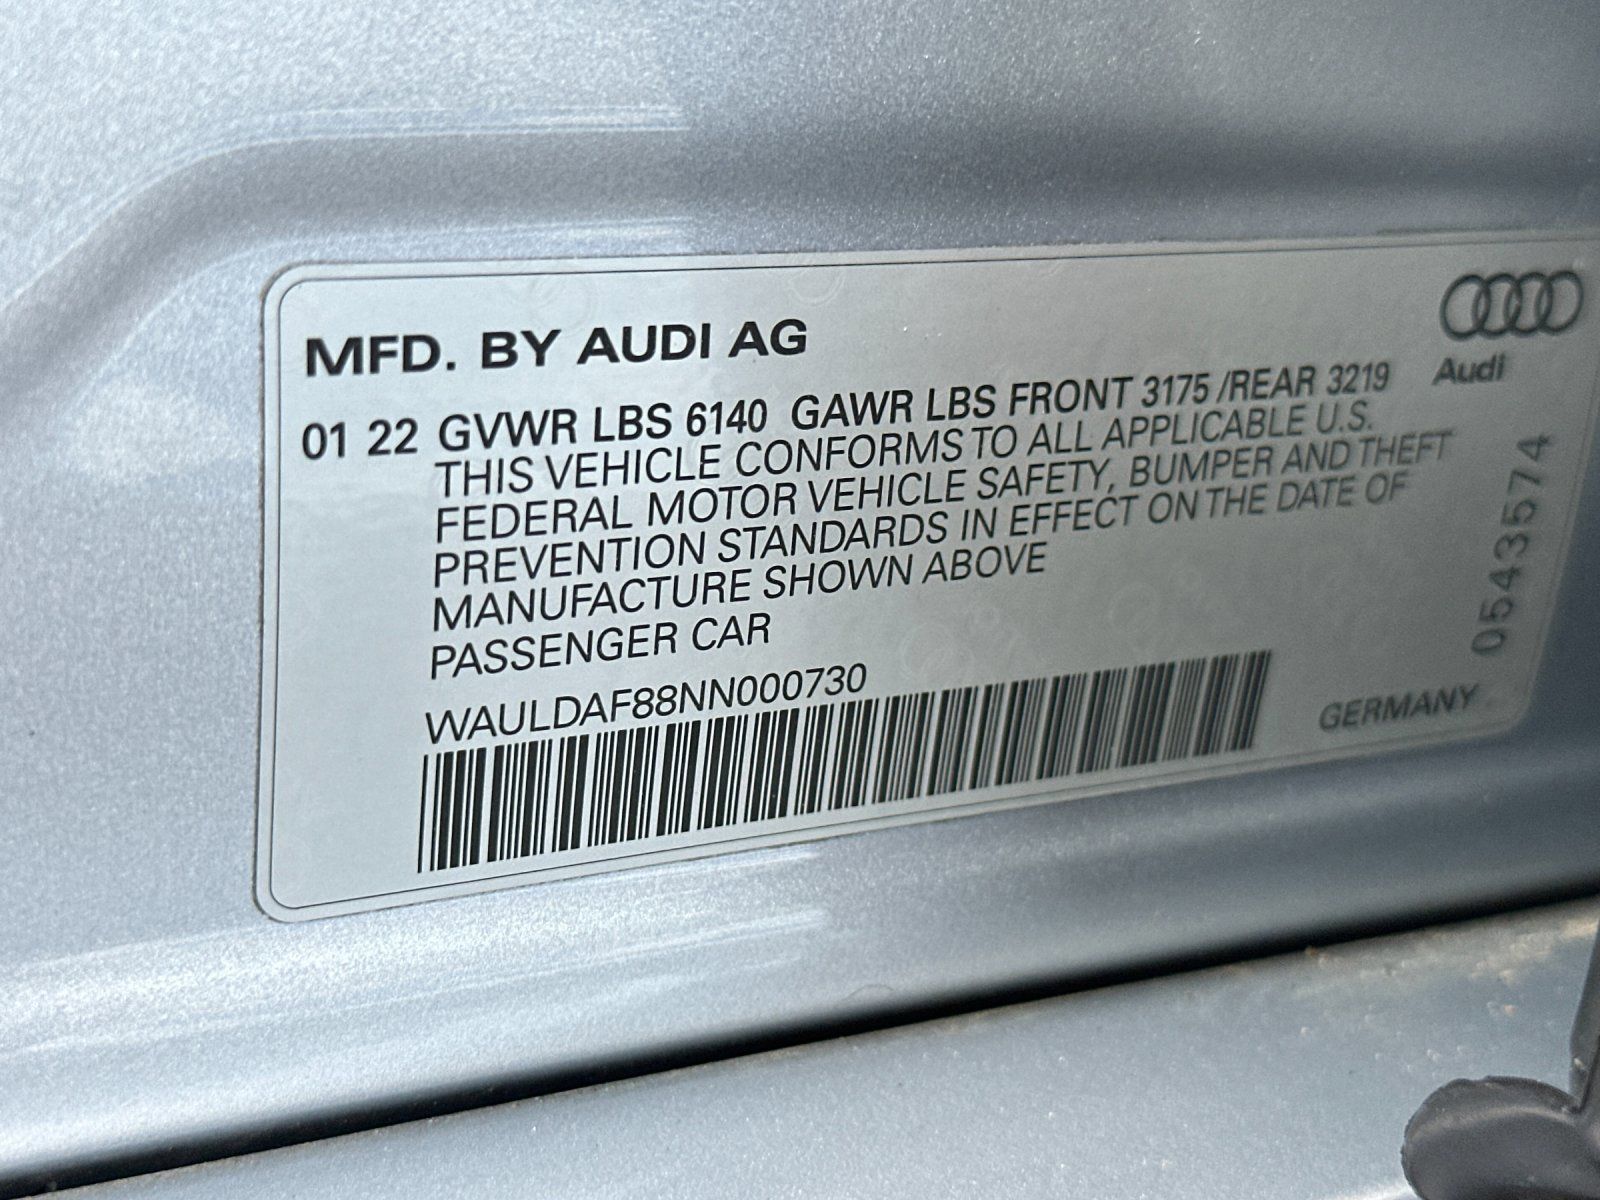 MFD. BY AUDI AG
Audi
01 22 GVWR LBS 6140 GAWR LBS FRONT 3175 /REAR 3219
THIS VEHICLE CONFORMS TO ALL APPLICABLE U.S.
FEDERAL MOTOR VEHICLE SAFETY, BUMPER AND THEFT
PREVENTION STANDARDS IN EFFECT ON THE DATE OF
MANUFACTURE SHOWN ABOVE
PASSENGER CAR
WAULDAF88NN000730
0543574
GERMANY